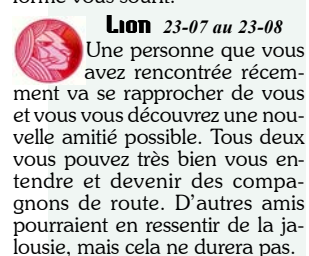 forme vous sourit.
Lion 23-07 au 23-08
Une personne que vous
avez rencontrée récem-
ment va se rapprocher de vous
et vous vous découvrez une nou-
velle amitié possible. Tous deux
vous pouvez très bien vous en-
tendre et devenir des compa-
gnons de route. D'autres amis
pourraient en ressentir de la ja-
lousie, mais cela ne durera pas.